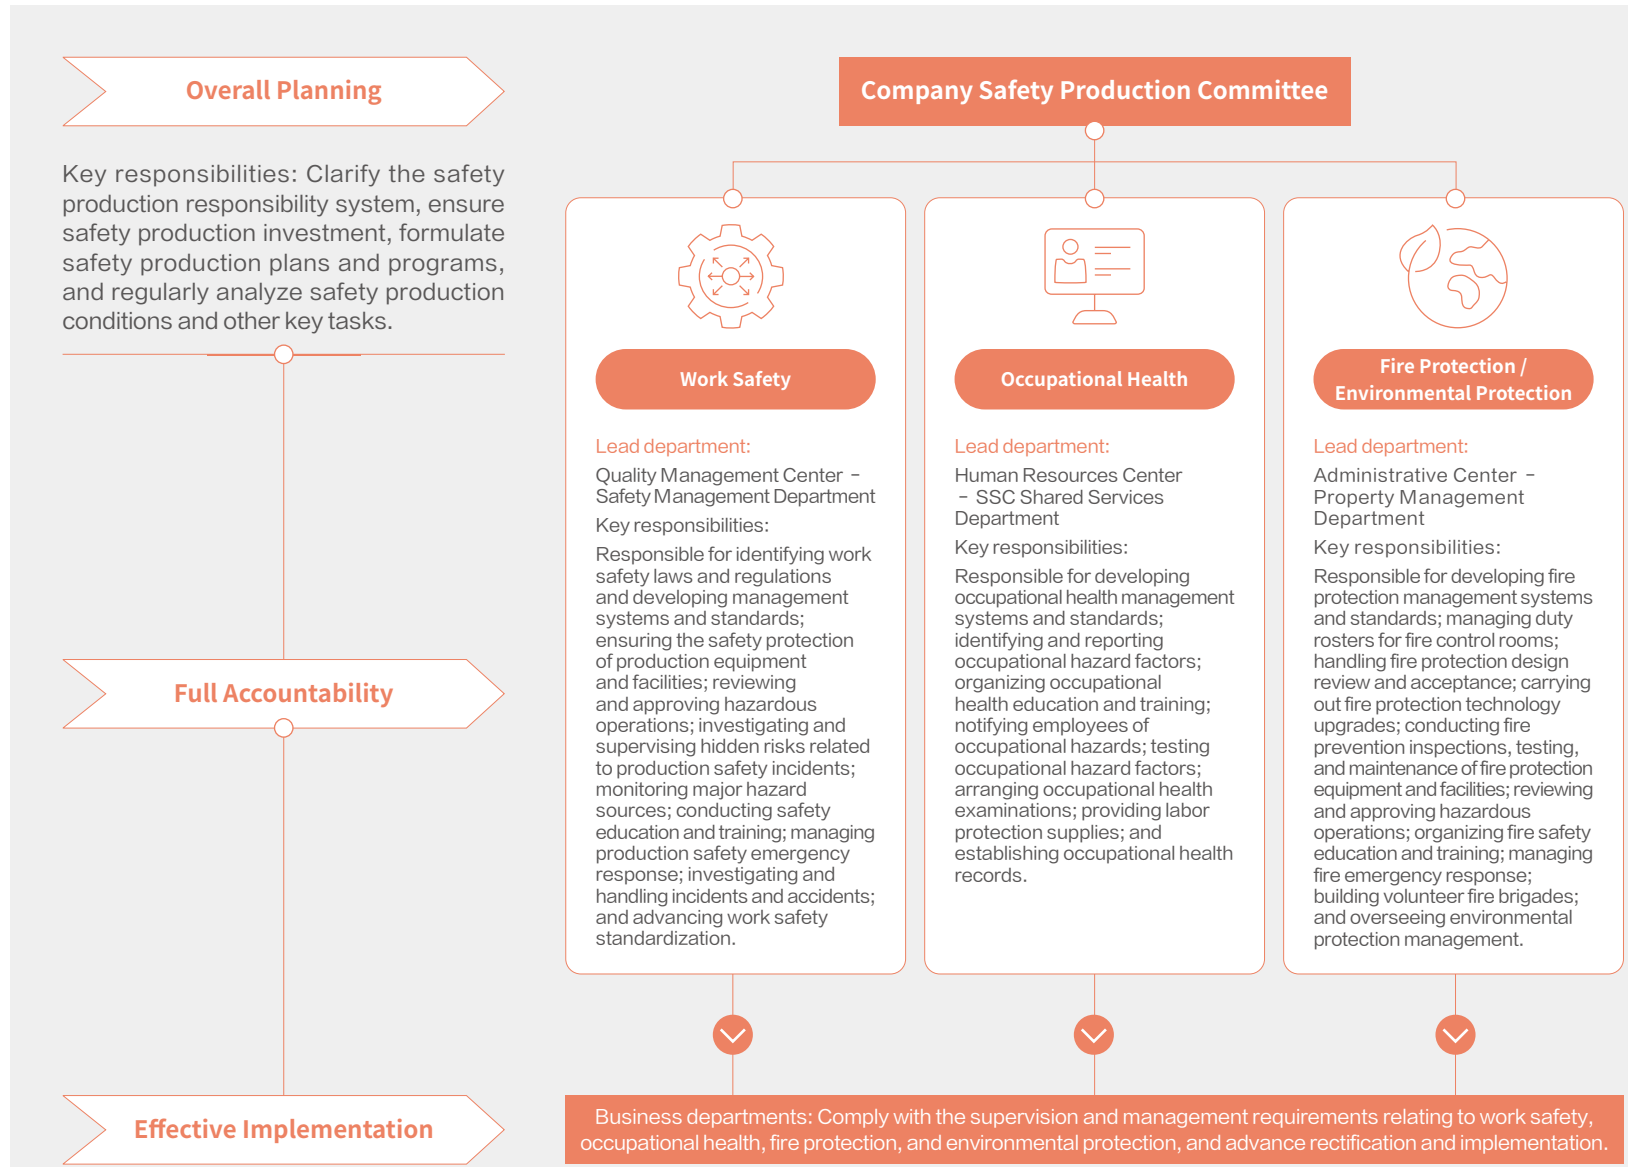 Overall Planning
Key responsibilities: Clarify the safety
production responsibility system, ensure
safety production investment, formulate
safety production plans and programs,
and regularly analyze safety production
conditions and other key tasks.
Company Safety Production Committee
Full Accountability
Work Safety
Lead department:
Quality Management Center –
Safety Management Department
Key responsibilities:
Responsible for identifying work
safety laws and regulations
and developing management
systems and standards;
ensuring the safety protection
of production equipment
and facilities; reviewing
and approving hazardous
operations; investigating and
supervising hidden risks related
to production safety incidents;
monitoring major hazard
sources; conducting safety
education and training; managing
production safety emergency
response; investigating and
handling incidents and accidents;
and advancing work safety
standardization.
Occupational Health
Lead department:
Human Resources Center
– SSC Shared Services
Department
Key responsibilities:
Responsible for developing
occupational health management
systems and standards;
identifying and reporting
occupational hazard factors;
organizing occupational
health education and training;
notifying employees of
occupational hazards; testing
occupational hazard factors;
arranging occupational health
examinations; providing labor
protection supplies; and
establishing occupational health
records.
Fire Protection /
Environmental Protection
Lead department:
Administrative Center –
Property Management
Department
Key responsibilities:
Responsible for developing fire
protection management systems
and standards; managing duty
rosters for fire control rooms;
handling fire protection design
review and acceptance; carrying
out fire protection technology
upgrades; conducting fire
prevention inspections, testing,
and maintenance of fire protection
equipment and facilities; reviewing
and approving hazardous
operations; organizing fire safety
education and training; managing
fire emergency response;
building volunteer fire brigades;
and overseeing environmental
protection management.
Effective Implementation
Business departments: Comply with the supervision and management requirements relating to work safety,
occupational health, fire protection, and environmental protection, and advance rectification and implementation.